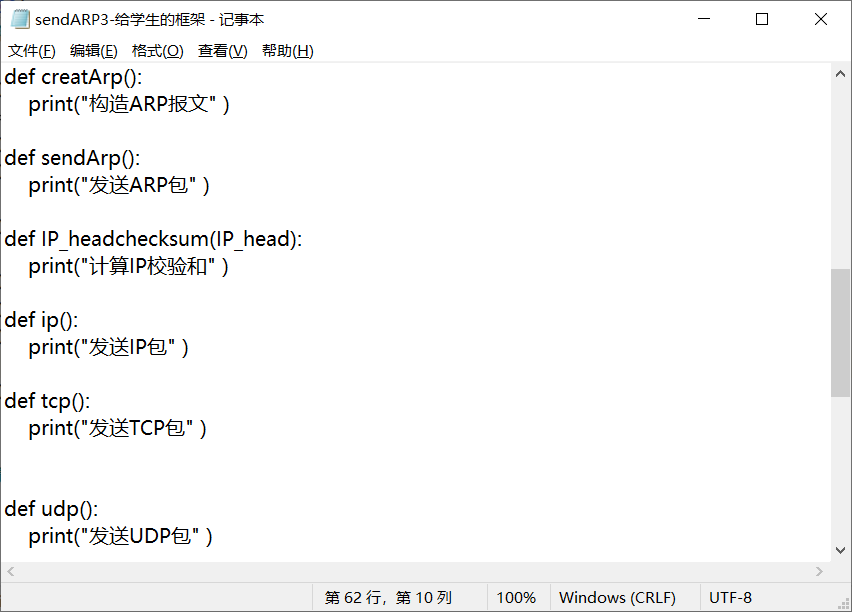 sendARP3-给学生的框架 - 记事本
文件(F) 编辑(E) 格式(O) 查看(V) 帮助(H)
def creatArp():
    print("构造ARP报文" )
def sendArp():
    print("发送ARP包" )
def IP_headchecksum(IP_head):
    print("计算IP校验和" )
def ip():
    print("发送IP包" )
def tcp():
    print("发送TCP包" )
def udp():
    print("发送UDP包" )
第 62 行，第 10 列 100% Windows (CRLF) UTF-8